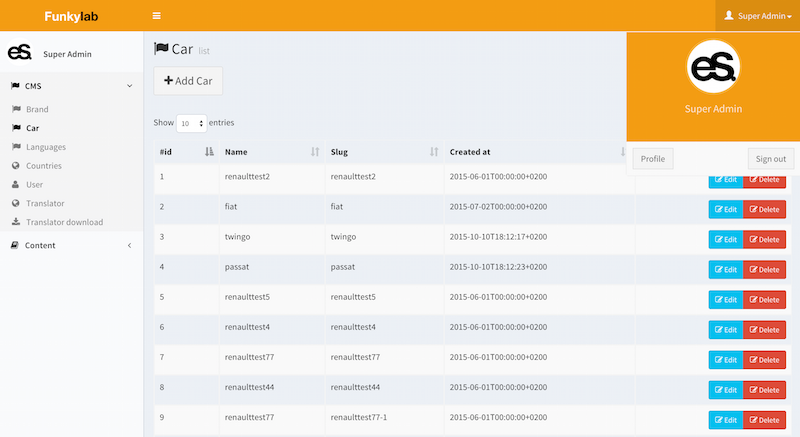 Funkylab Super Admin
eS. Super Admin
CMS
Brand
Car
Languages
Countries
User
Translator
Translator download
Content
Car list
Add Car
Show 10 entries
eS.
Super Admin
Profile Sign out
#id Name Slug Created at
1 renaulttest2 renaulttest2 2015-06-01T00:00:00+0200 Edit Delete
2 fiat fiat 2015-07-02T00:00:00+0200 Edit Delete
3 twingo twingo 2015-10-10T18:12:17+0200 Edit Delete
4 passat passat 2015-10-10T18:12:23+0200 Edit Delete
5 renaulttest5 renaulttest5 2015-06-01T00:00:00+0200 Edit Delete
6 renaulttest4 renaulttest4 2015-06-01T00:00:00+0200 Edit Delete
7 renaulttest77 renaulttest77 2015-06-01T00:00:00+0200 Edit Delete
8 renaulttest44 renaulttest44 2015-06-01T00:00:00+0200 Edit Delete
9 renaulttest77 renaulttest77-1 2015-06-01T00:00:00+0200 Edit Delete